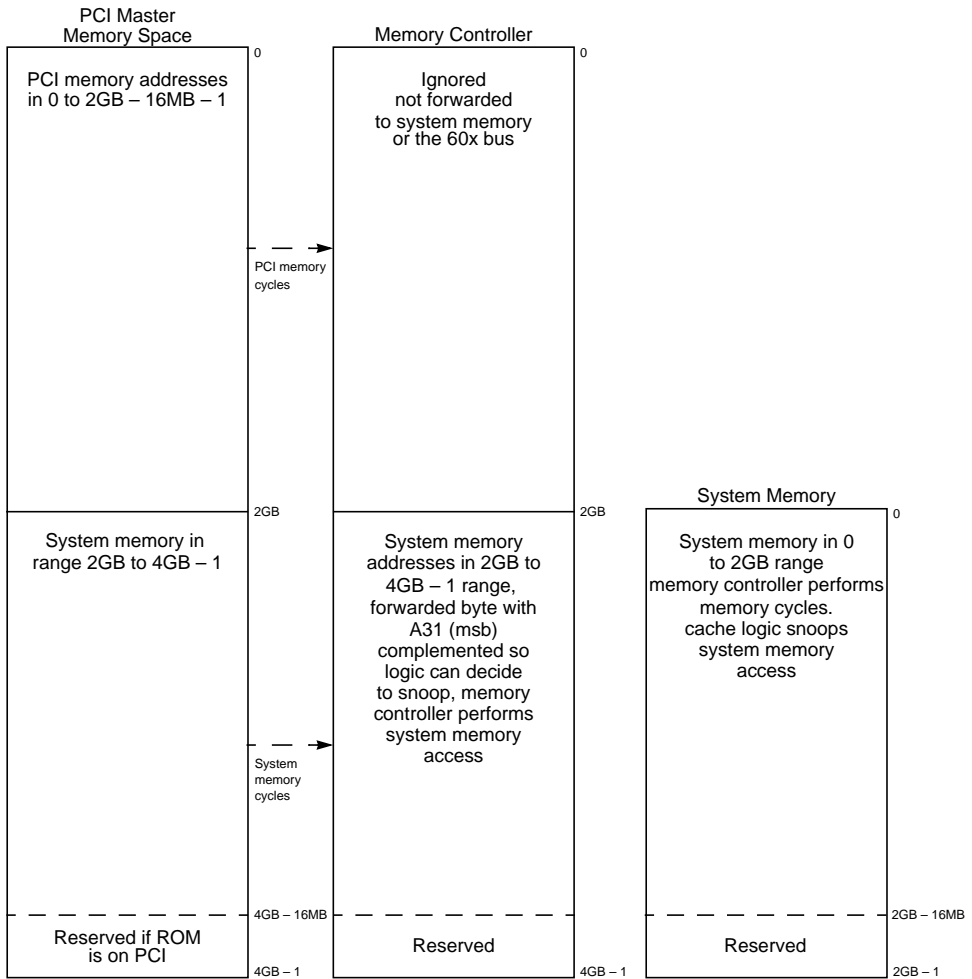 PCI Master
Memory Space
0
PCI memory addresses
in 0 to 2GB – 16MB – 1
PCI memory
cycles
2GB
System memory in
range 2GB to 4GB – 1
System
memory
cycles
4GB – 16MB
Reserved if ROM
is on PCI
4GB – 1
Memory Controller
0
Ignored
not forwarded
to system memory
or the 60x bus
2GB
System memory
addresses in 2GB to
4GB – 1 range,
forwarded byte with
A31 (msb)
complemented so
logic can decide
to snoop, memory
controller performs
system memory
access
Reserved
4GB – 1
System Memory
0
System memory in 0
to 2GB range
memory controller performs
memory cycles.
cache logic snoops
system memory
access
2GB – 16MB
Reserved
2GB – 1